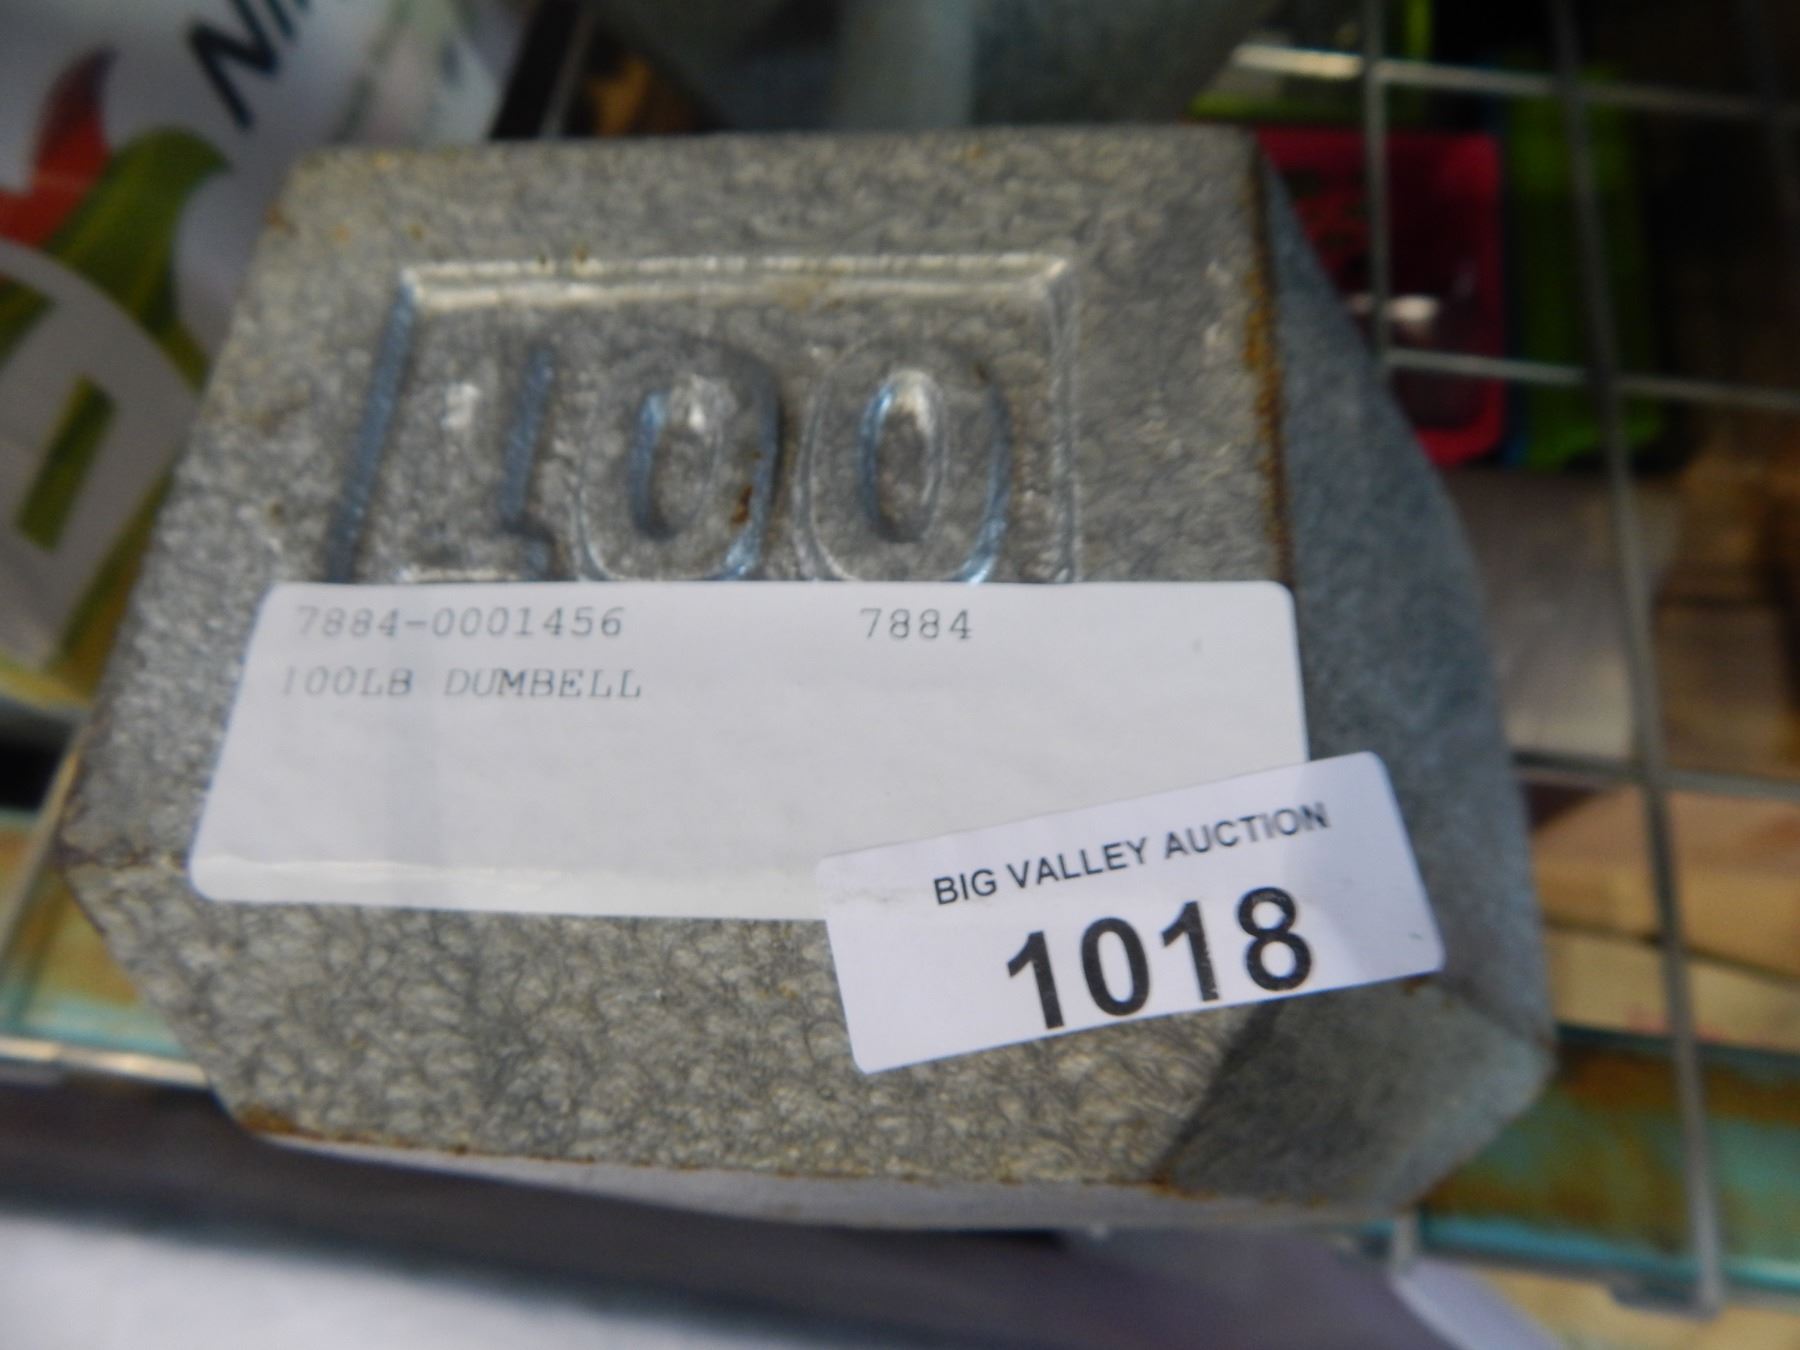 100
7884-0001456 7884
100LB DUMBELL
BIG VALLEY AUCTION
1018